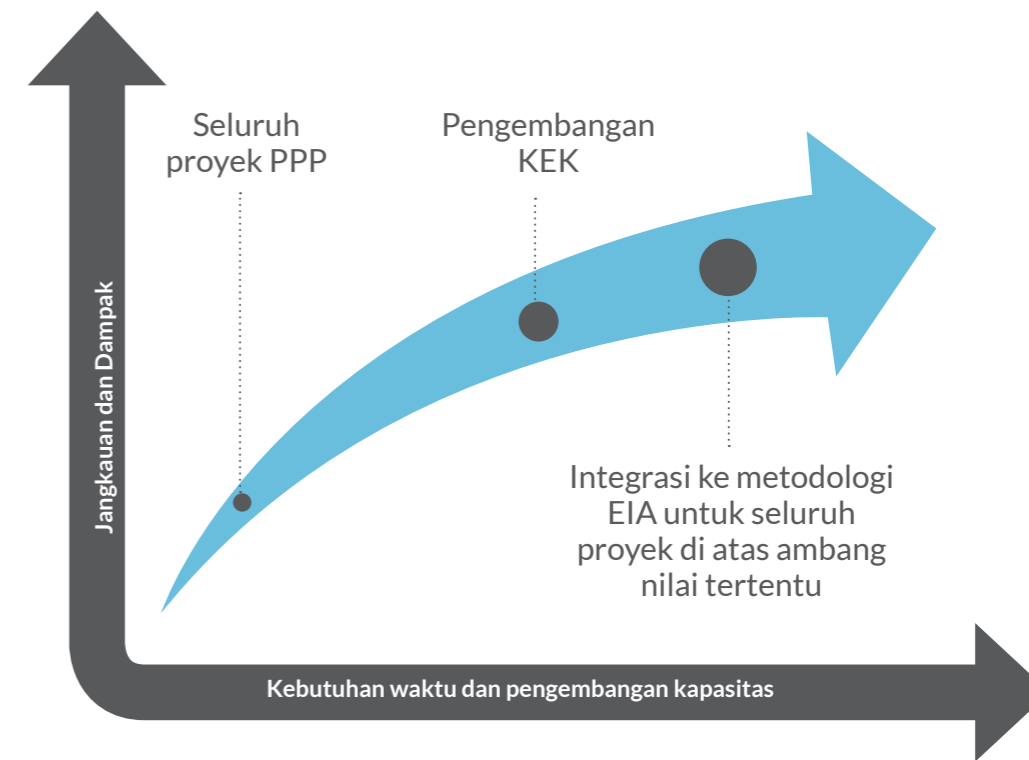 Seluruh
proyek PPP
Pengembangan
KEK
Jangkauan dan Dampak
Integrasi ke metodologi
EIA untuk seluruh
proyek di atas ambang
nilai tertentu
Kebutuhan waktu dan pengembangan kapasitas